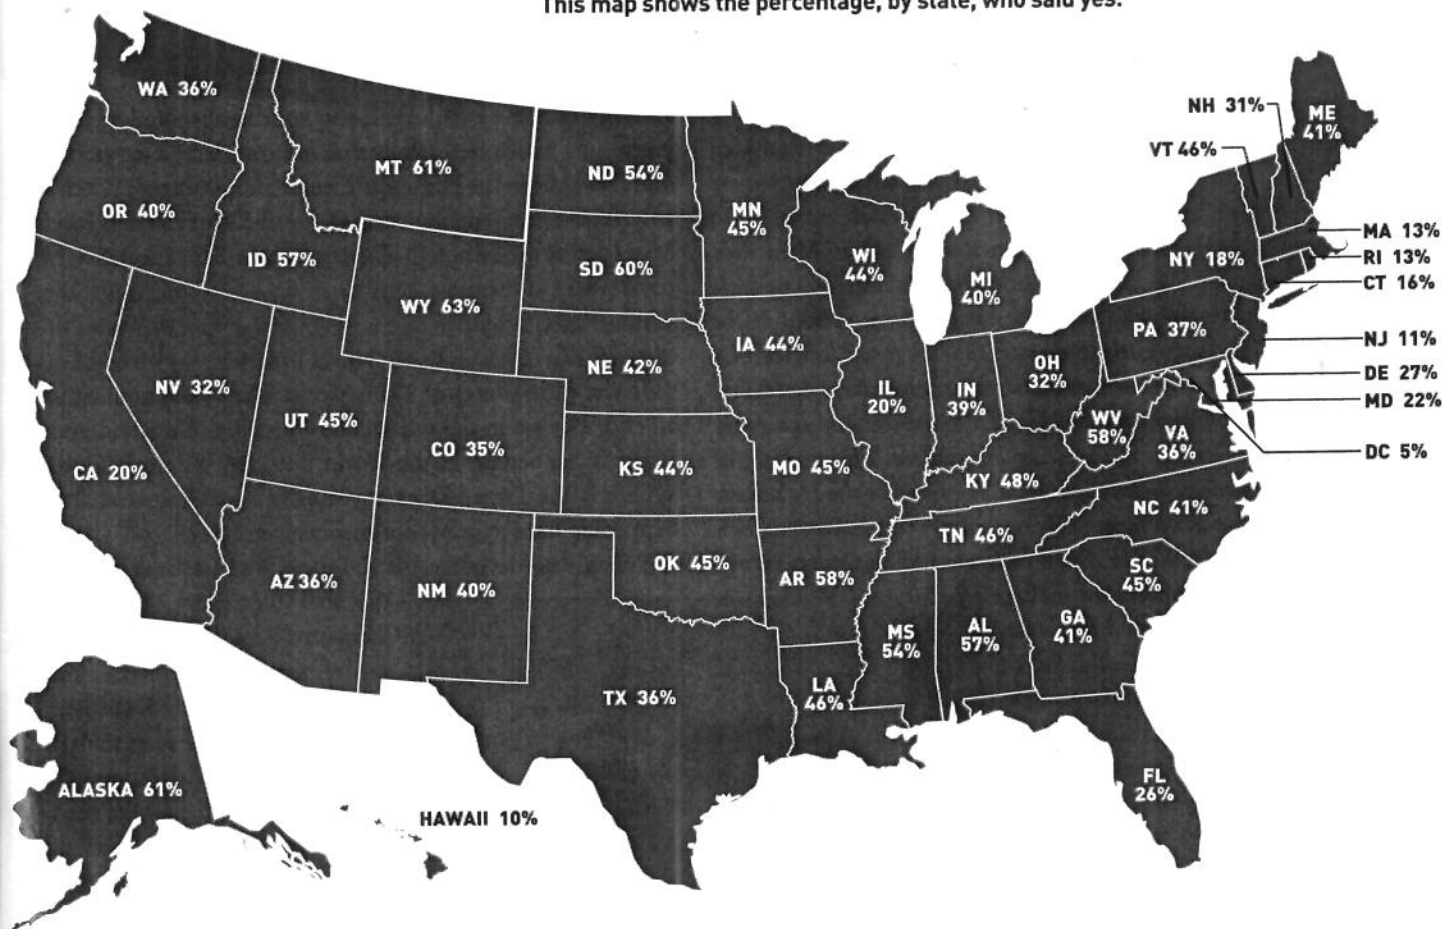 This map shows the percentage, by state, who said yes.
WA 36%
MT 61%
ND 54%
MN
45%
NH 31%
ME
41%
VT 46%
OR 40%
ID 57%
WY 63%
SD 60%
WI
44%
MI
40%
NY 18%
MA 13%
RI 13%
CT 16%
NV 32%
UT 45%
CO 35%
NE 42%
IA 44%
IL
20%
IN
39%
OH
32%
PA 37%
NJ 11%
DE 27%
MD 22%
DC 5%
CA 20%
KS 44%
MO 45%
KY 48%
WV
58%
VA
36%
NC 41%
TN 46%
AZ 36%
NM 40%
OK 45%
AR 58%
SC
45%
MS
54%
AL
57%
GA
41%
TX 36%
LA
46%
FL
26%
ALASKA 61%
HAWAII 10%